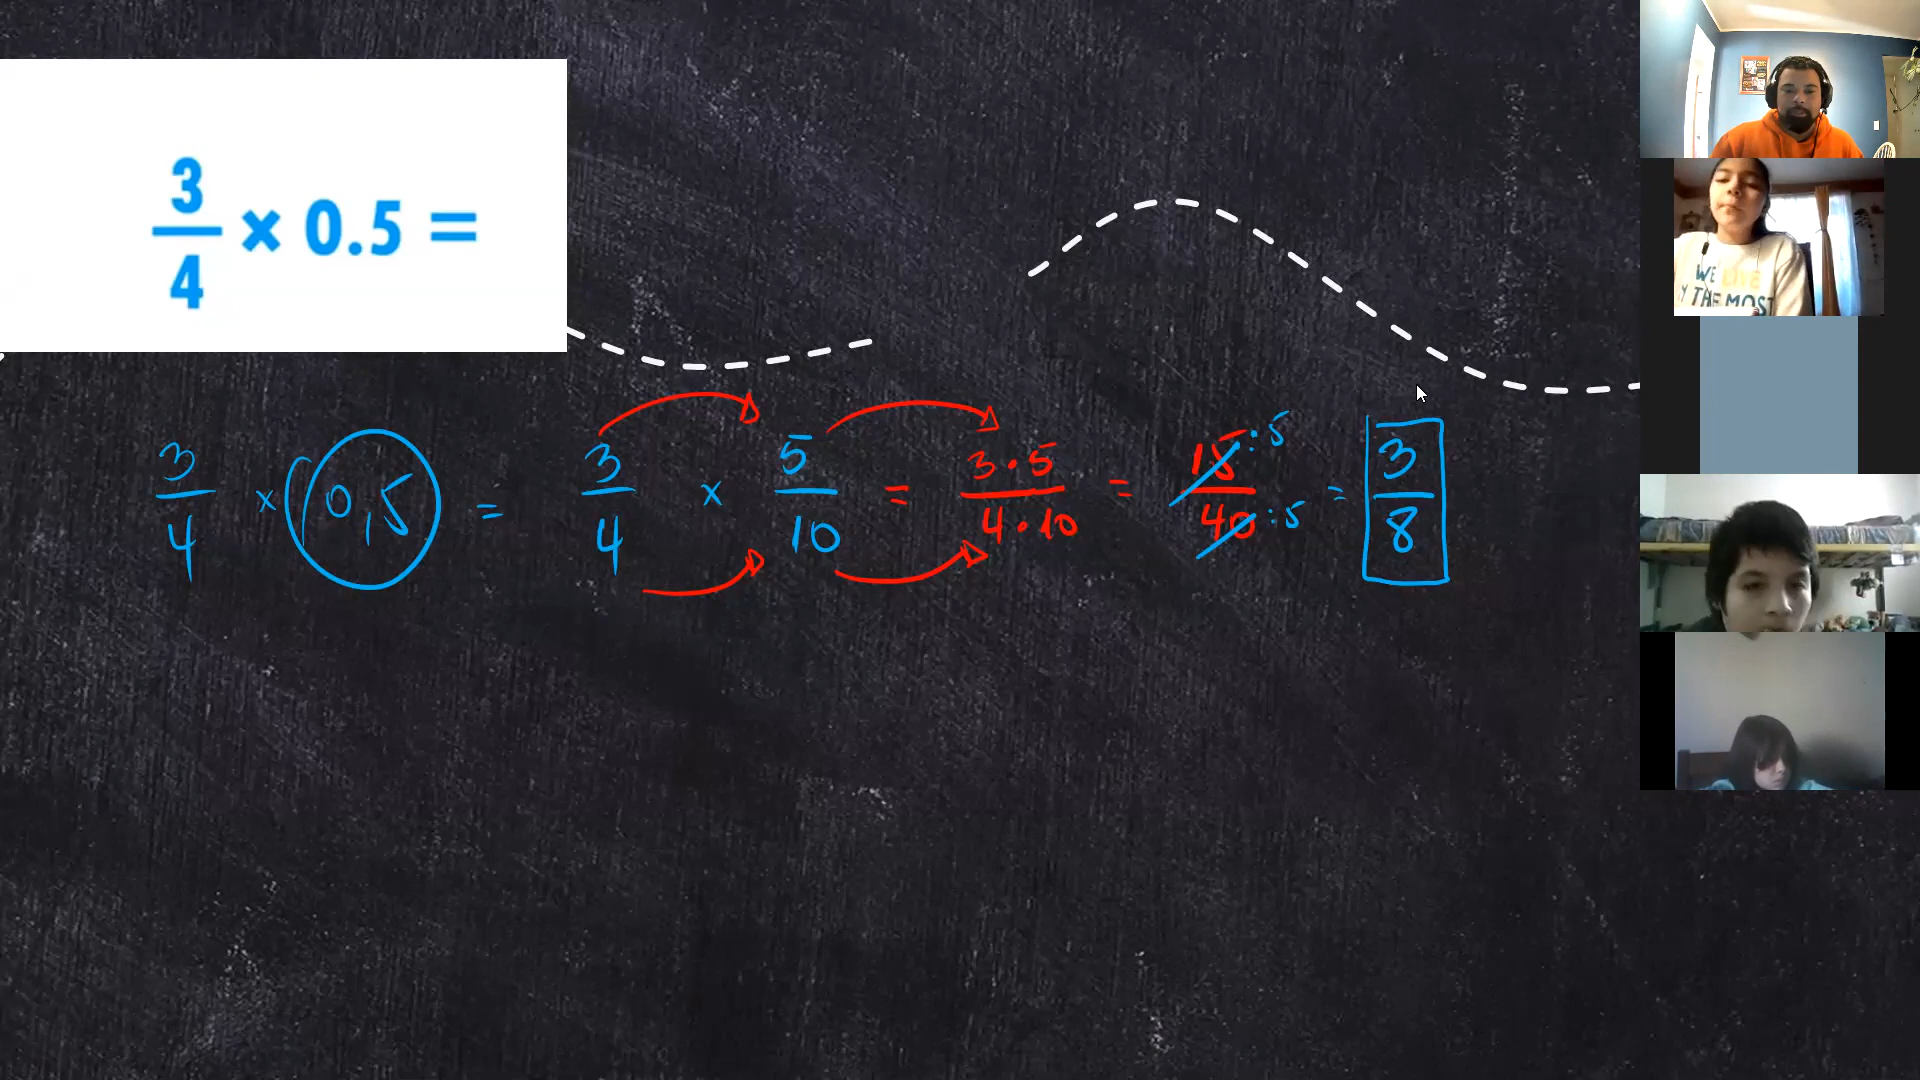 3/4 × 0.5 =
3/4 × (0,5 = 3/4 × 5/10 = 3·5/4·10 = 15:5/40:5 = 3/8
WE LIVE
Y THE MOST